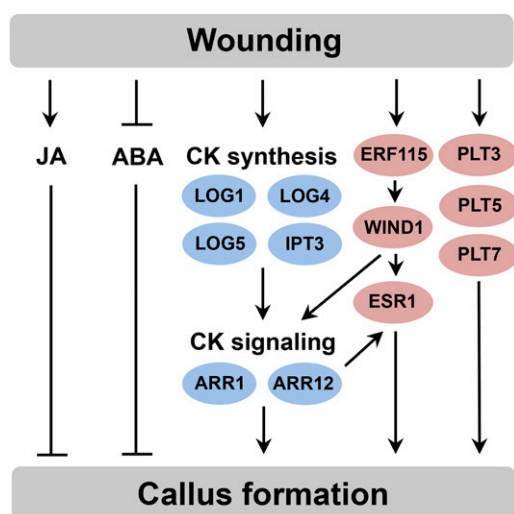 Wounding
JA ABA CK synthesis ERF115 PLT3
LOG1 LOG4 PLT5
LOG5 IPT3 WIND1 PLT7
ESR1
CK signaling
ARR1 ARR12
Callus formation